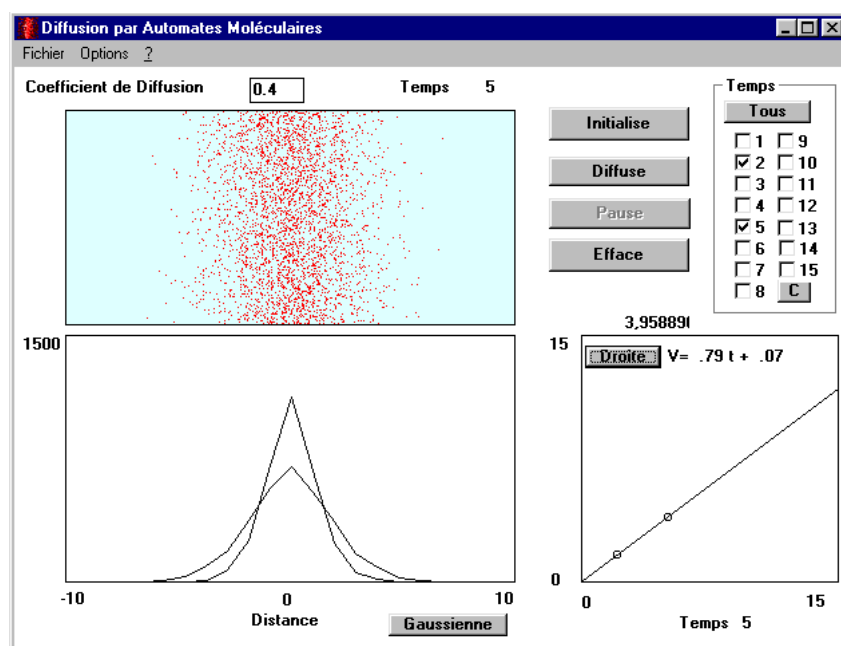 Diffusion par Automates Moléculaires
Fichier Options ?
Coefficient de Diffusion 0.4 Temps 5
Initialise
Diffuse
Pause
Efface
Temps
Tous
1 9
2 10
3 11
4 12
5 13
6 14
7 15
8 C
1500
-10 0 10
Distance
Gaussienne
3,958898
15
Droite V= .79 t + .07
0
0 15
Temps 5